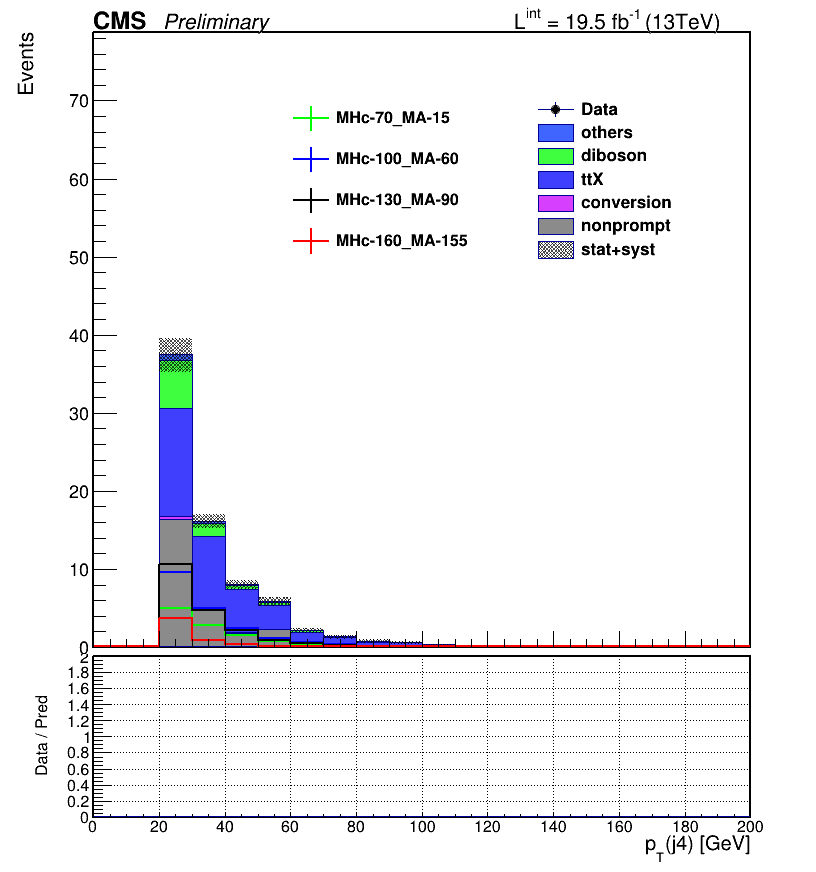 CMS Preliminary
L^int = 19.5 fb^-1 (13TeV)
Events
70
60
50
40
30
20
10
0
MHc-70_MA-15
MHc-100_MA-60
MHc-130_MA-90
MHc-160_MA-155
Data
others
diboson
ttX
conversion
nonprompt
stat+syst
Data / Pred
2
1.8
1.6
1.4
1.2
1
0.8
0.6
0.4
0.2
0
0 20 40 60 80 100 120 140 160 180 200
p_T(j4) [GeV]